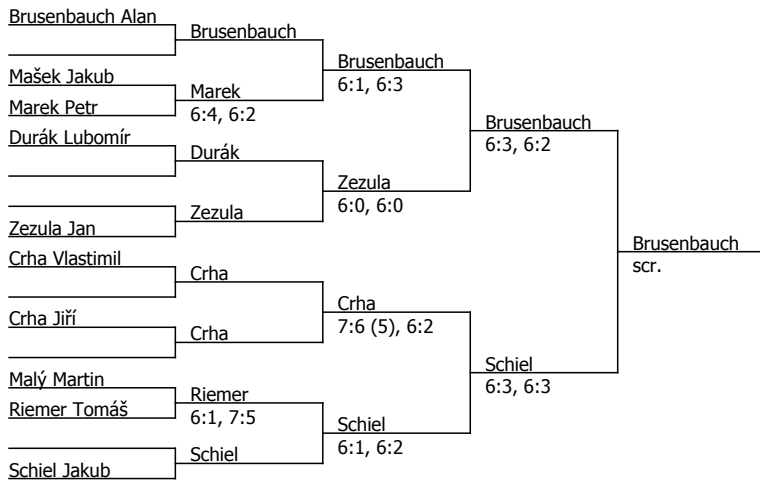 Brusenbauch Alan
Mašek Jakub
Marek Petr
Durák Lubomír
Zezula Jan
Crha Vlastimil
Crha Jiří
Malý Martin
Riemer Tomáš
Schiel Jakub
Brusenbauch
Marek
6:4, 6:2
Durák
Zezula
Crha
Crha
Riemer
6:1, 7:5
Schiel
Brusenbauch
6:1, 6:3
Zezula
6:0, 6:0
Crha
7:6 (5), 6:2
Schiel
6:1, 6:2
Brusenbauch
6:3, 6:2
Schiel
6:3, 6:3
Brusenbauch
scr.